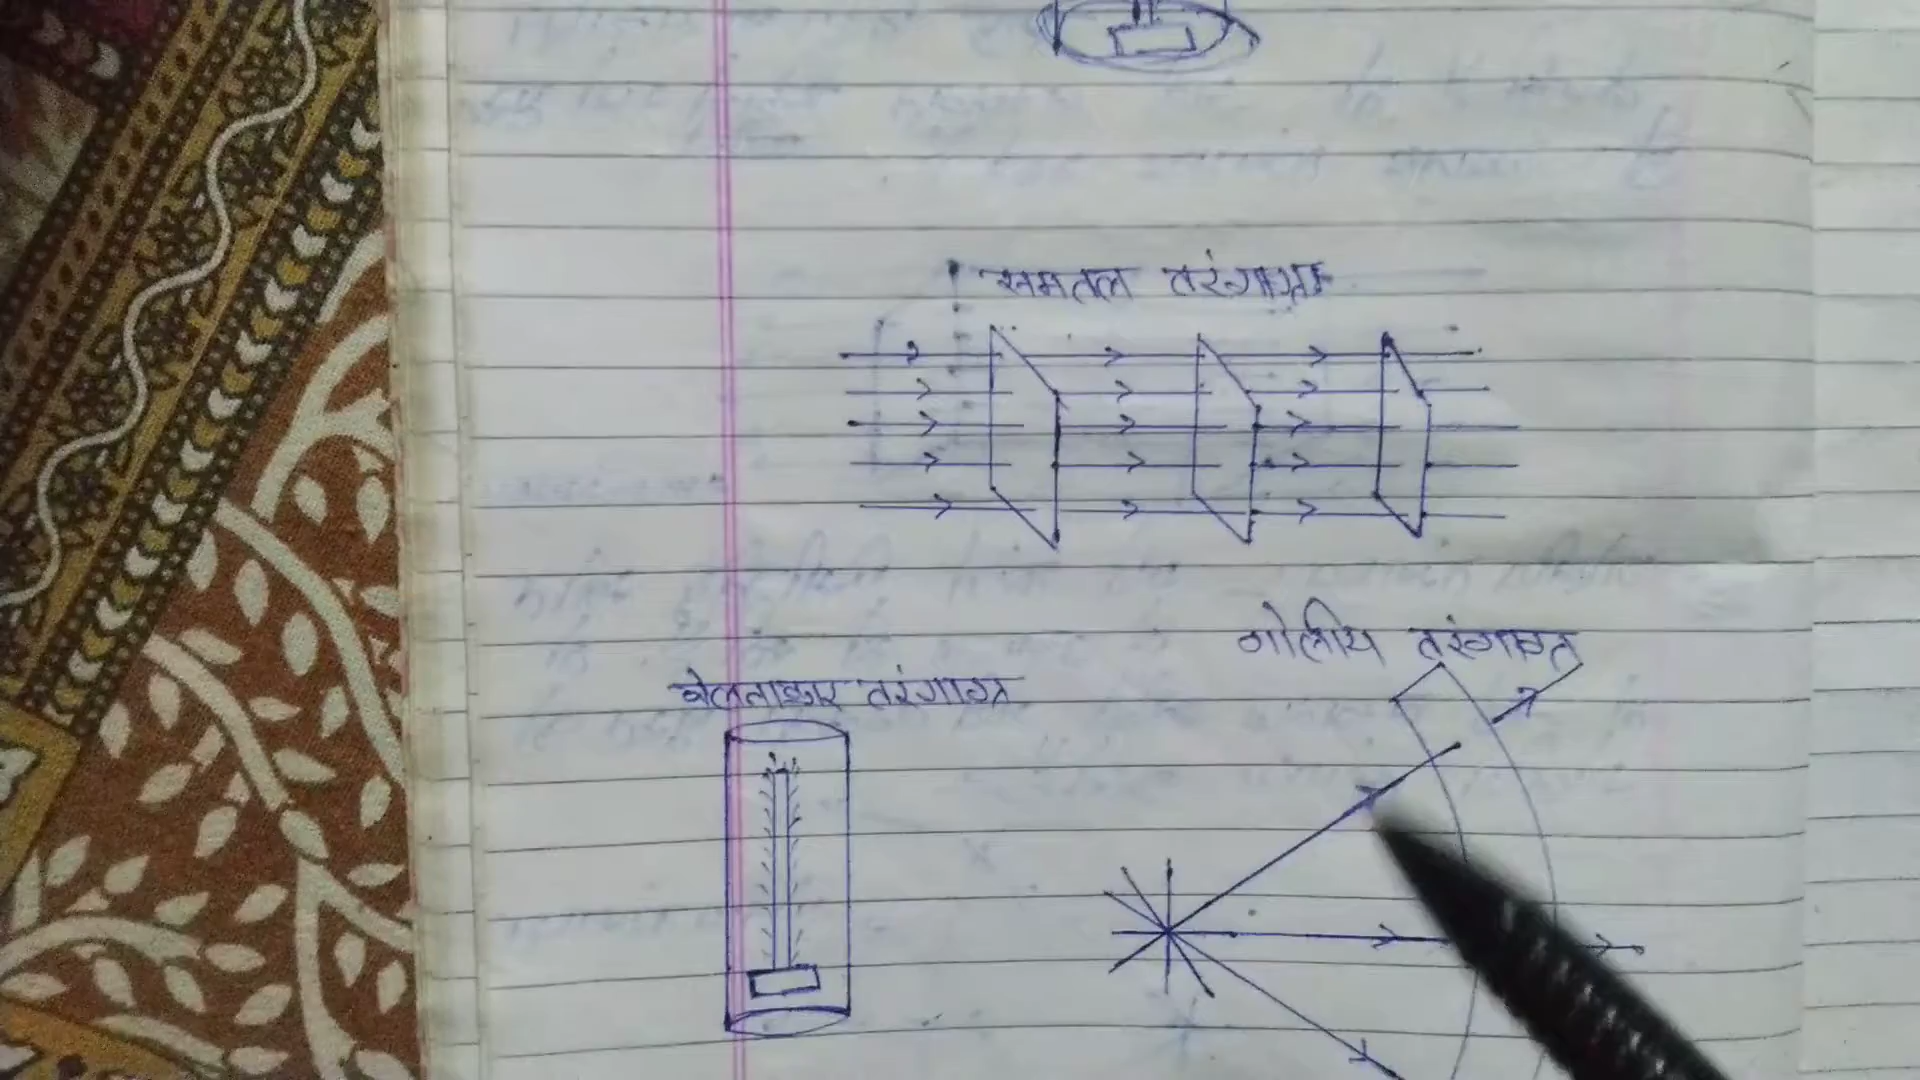 समतल तरंगाग्र
गोलीय तरंगाग्र
बेलनाकार तरंगाग्र